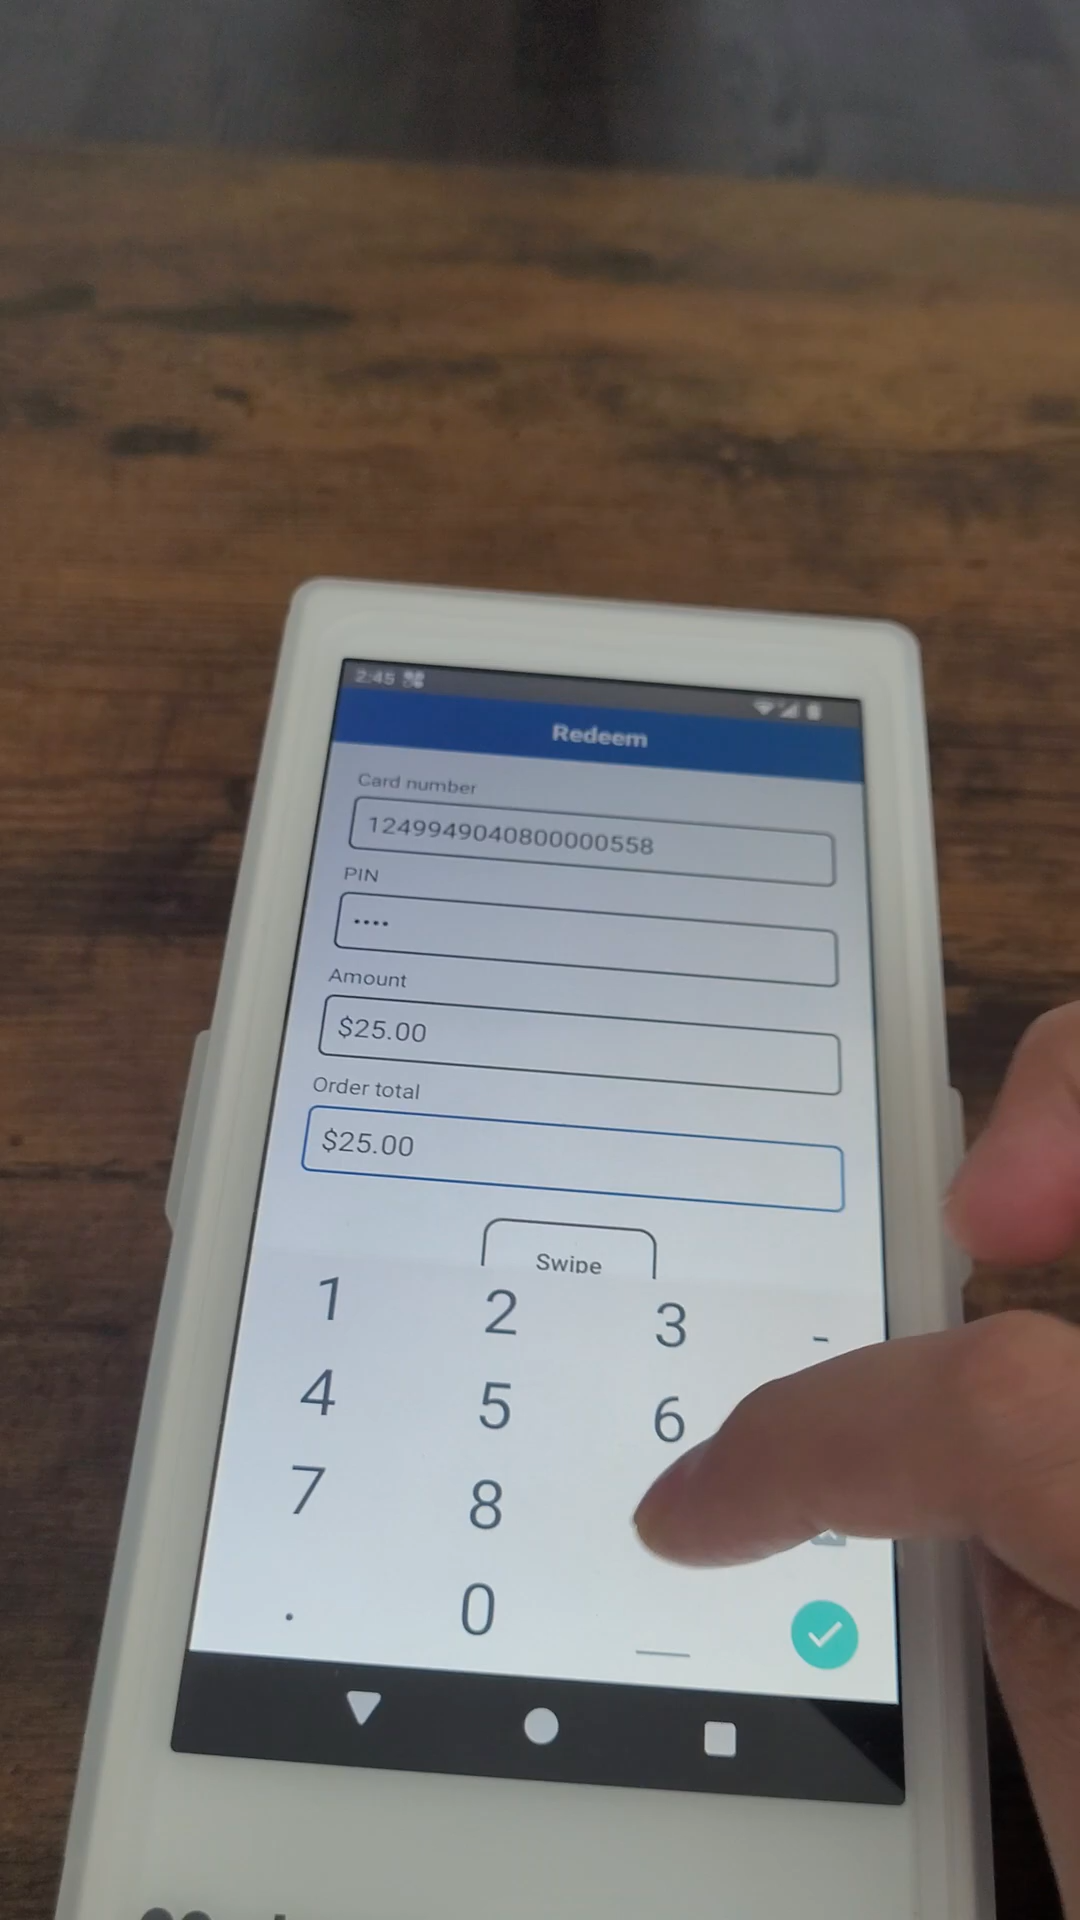 2:45
Redeem
Card number
1249949040800000558
PIN
••••
Amount
$25.00
Order total
$25.00
Swipe
1 2 3 -
4 5 6
7 8
. 0